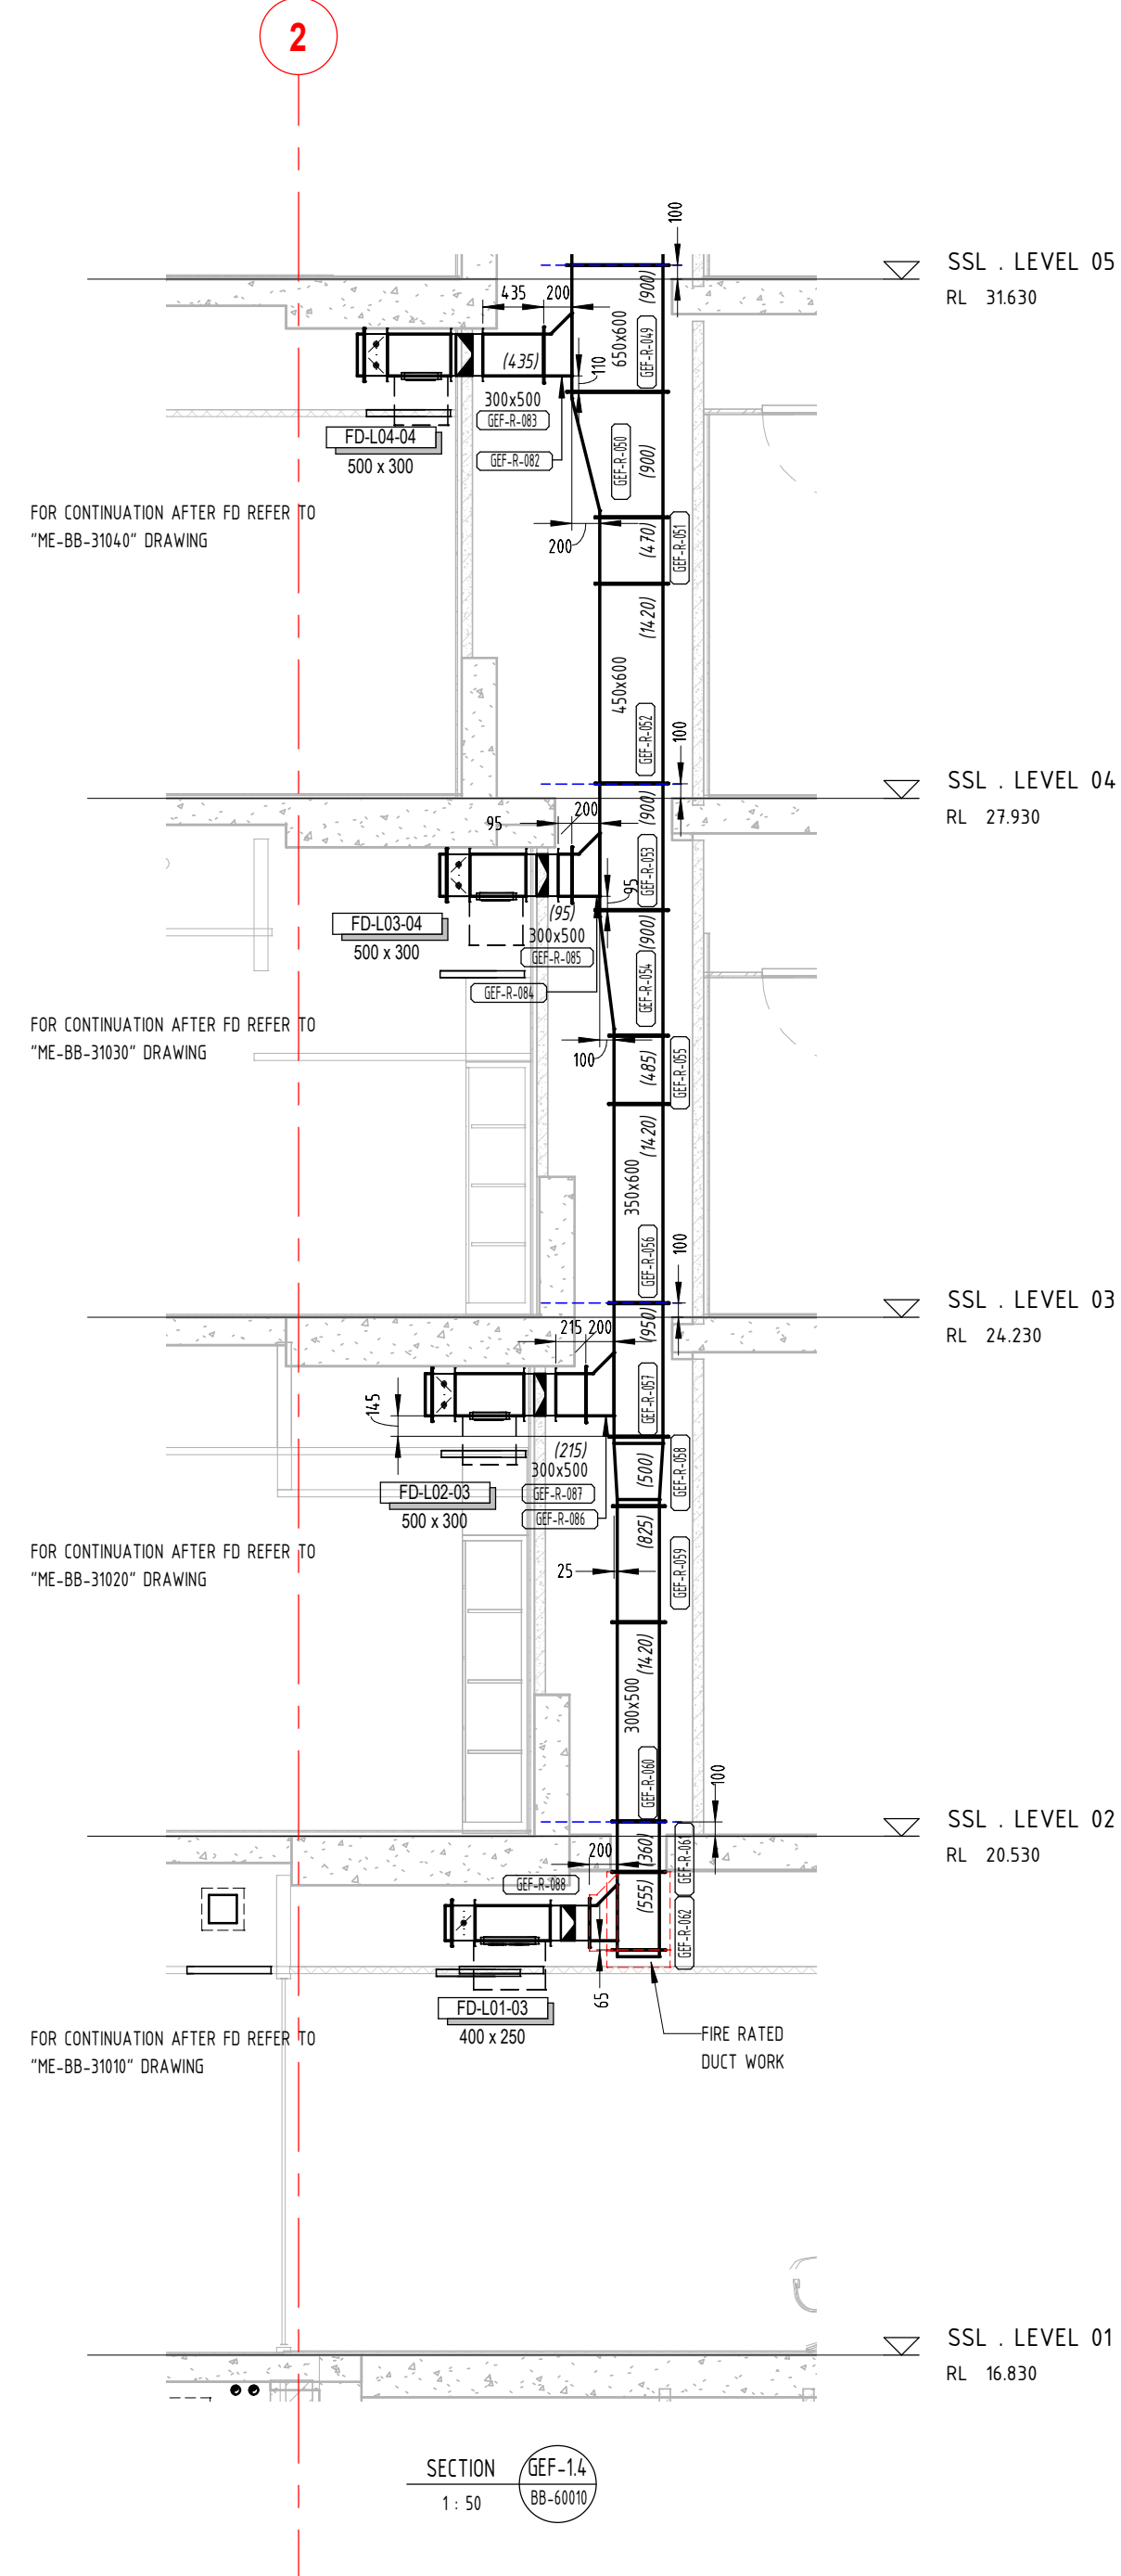 2
100
SSL . LEVEL 05
RL 31.630
435
200
(900)
650x600
GEF-R-049
(435)
110
300x500
GEF-R-083
FD-L04-04
500 x 300
GEF-R-082
GEF-R-050
(900)
FOR CONTINUATION AFTER FD REFER TO
"ME-BB-31040" DRAWING
200
(470)
GEF-R-051
(1420)
450x600
GEF-R-052
100
SSL . LEVEL 04
RL 27.930
95
200
(900)
GEF-R-053
95
(95)
FD-L03-04
500 x 300
300x500
GEF-R-085
GEF-R-084
(900)
GEF-R-054
FOR CONTINUATION AFTER FD REFER TO
"ME-BB-31030" DRAWING
100
(485)
GEF-R-055
(1420)
350x600
GEF-R-056
100
SSL . LEVEL 03
RL 24.230
215
200
(950)
GEF-R-057
145
(215)
300x500
FD-L02-03
500 x 300
GEF-R-087
GEF-R-086
(500)
GEF-R-058
(825)
FOR CONTINUATION AFTER FD REFER TO
"ME-BB-31020" DRAWING
25
GEF-R-059
(1420)
300x500
GEF-R-060
100
SSL . LEVEL 02
RL 20.530
200
(360)
GEF-R-061
GEF-R-088
(555)
GEF-R-062
65
FD-L01-03
400 x 250
FIRE RATED
DUCT WORK
FOR CONTINUATION AFTER FD REFER TO
"ME-BB-31010" DRAWING
SSL . LEVEL 01
RL 16.830
SECTION
1 : 50
GEF-1.4
BB-60010